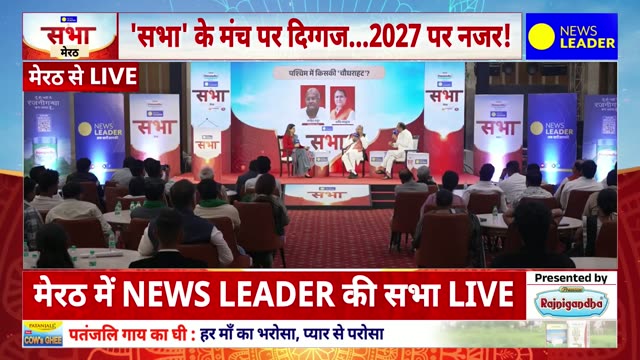 सभा
मेरठ
'सभा' के मंच पर दिग्गज...2027 पर नजर!
NEWS
LEADER
मेरठ से LIVE
पश्चिम में किसकी 'चौधराहट'?
NEWS
LEADER
सभा
सभा
NEWS
LEADER
सभा
सभा
सभा
मेरठ में NEWS LEADER की सभा LIVE
Presented by
Rajnigandha
PATANJALI
COW'S GHEE
पतंजलि गाय का घी : हर माँ का भरोसा, प्यार से परोसा